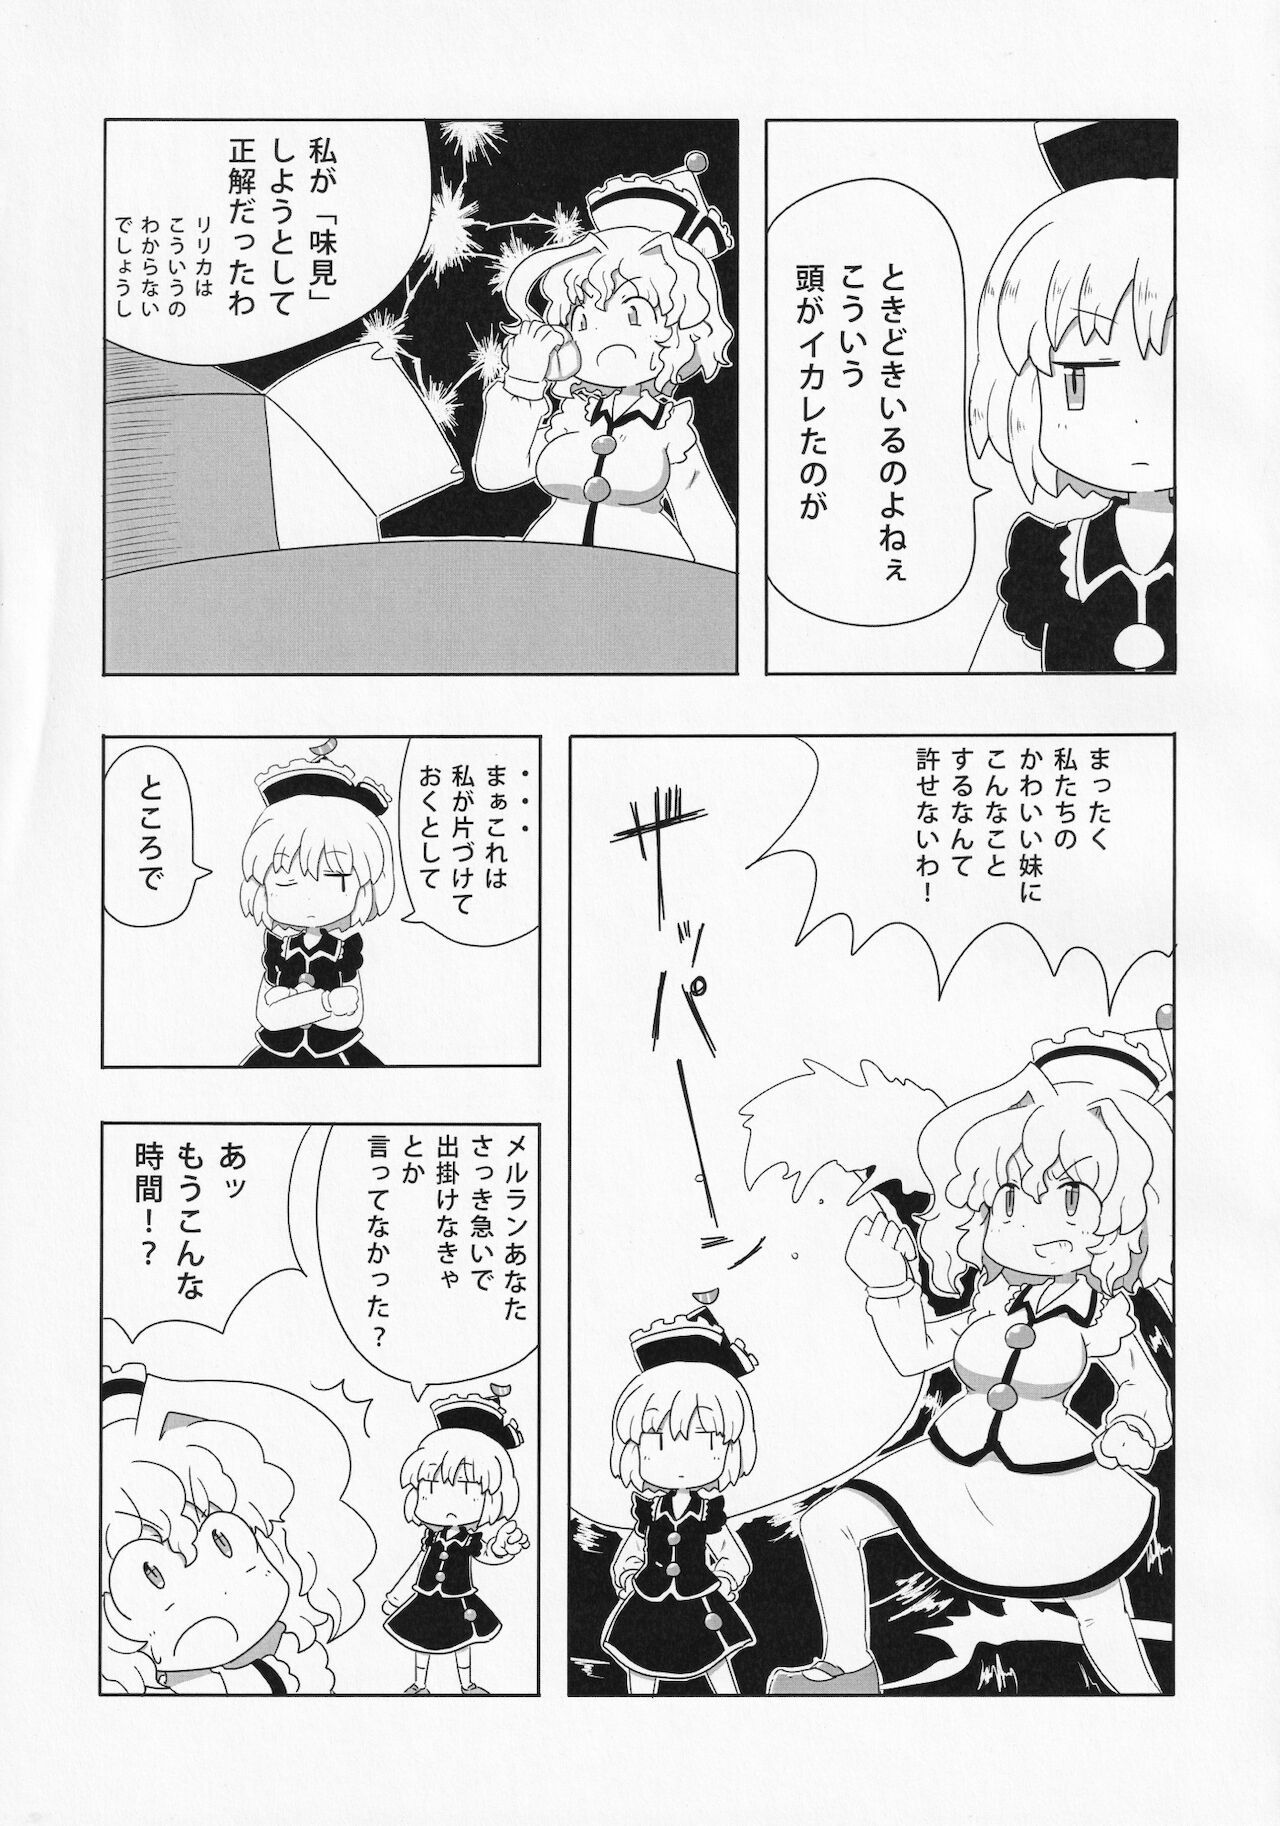 ときどきいるのよねぇ
こういう
頭がイカレたのが
私が「味見」
しようとして
正解だったわ
リリカは
こういうの
わからない
でしょうし
まったく
私たちの
かわいい妹に
こんなこと
するなんて
許せないわ！
サッパーーン
・・・
まぁこれは
私が片づけて
おくとして
ところで
メルランあなた
さっき急いで
出掛けなきゃ
とか
言ってなかった？
あッ
もうこんな
時間！？